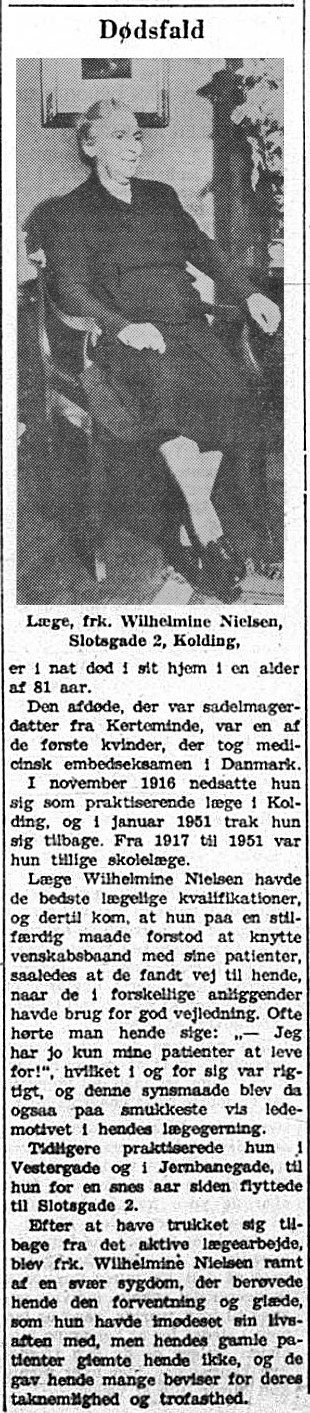 Dødsfald
Læge, frk. Wilhelmine Nielsen,
Slotsgade 2, Kolding,
er i nat død i sit hjem i en alder
af 81 aar.
Den afdøde, der var sadelmager-
datter fra Kerteminde, var en af
de første kvinder, der tog medi-
cinsk embedseksamen i Danmark.
I november 1916 nedsatte hun
sig som praktiserende læge i Kol-
ding, og i januar 1951 trak hun
sig tilbage. Fra 1917 til 1951 var
hun tillige skolelæge.
Læge Wilhelmine Nielsen havde
de bedste lægelige kvalifikationer,
og dertil kom, at hun paa en stil-
færdig maade forstod at knytte
venskabsbaand med sine patienter,
saaledes at de fandt vej til hende,
naar de i forskellige anliggender
havde brug for god vejledning. Ofte
hørte man hende sige: „— Jeg
har jo kun mine patienter at leve
for!“, hvilket i og for sig var rig-
tigt, og denne synsmaade blev da
ogsaa paa smukkeste vis lede-
motivet i hendes lægegerning.
Tidligere praktiserede hun i
Vestergade og i Jernbanegade, til
hun for en snes aar siden flyttede
til Slotsgade 2.
Efter at have trukket sig til-
bage fra det aktive lægearbejde,
blev frk. Wilhelmine Nielsen ramt
af en svær sygdom, der berøvede
hende den forventning og glæde,
som hun havde imødeset sin livs-
aften med, men hendes gamle pa-
tienter glemte hende ikke, og de
gav hende mange beviser for deres
taknemlighed og trofasthed.